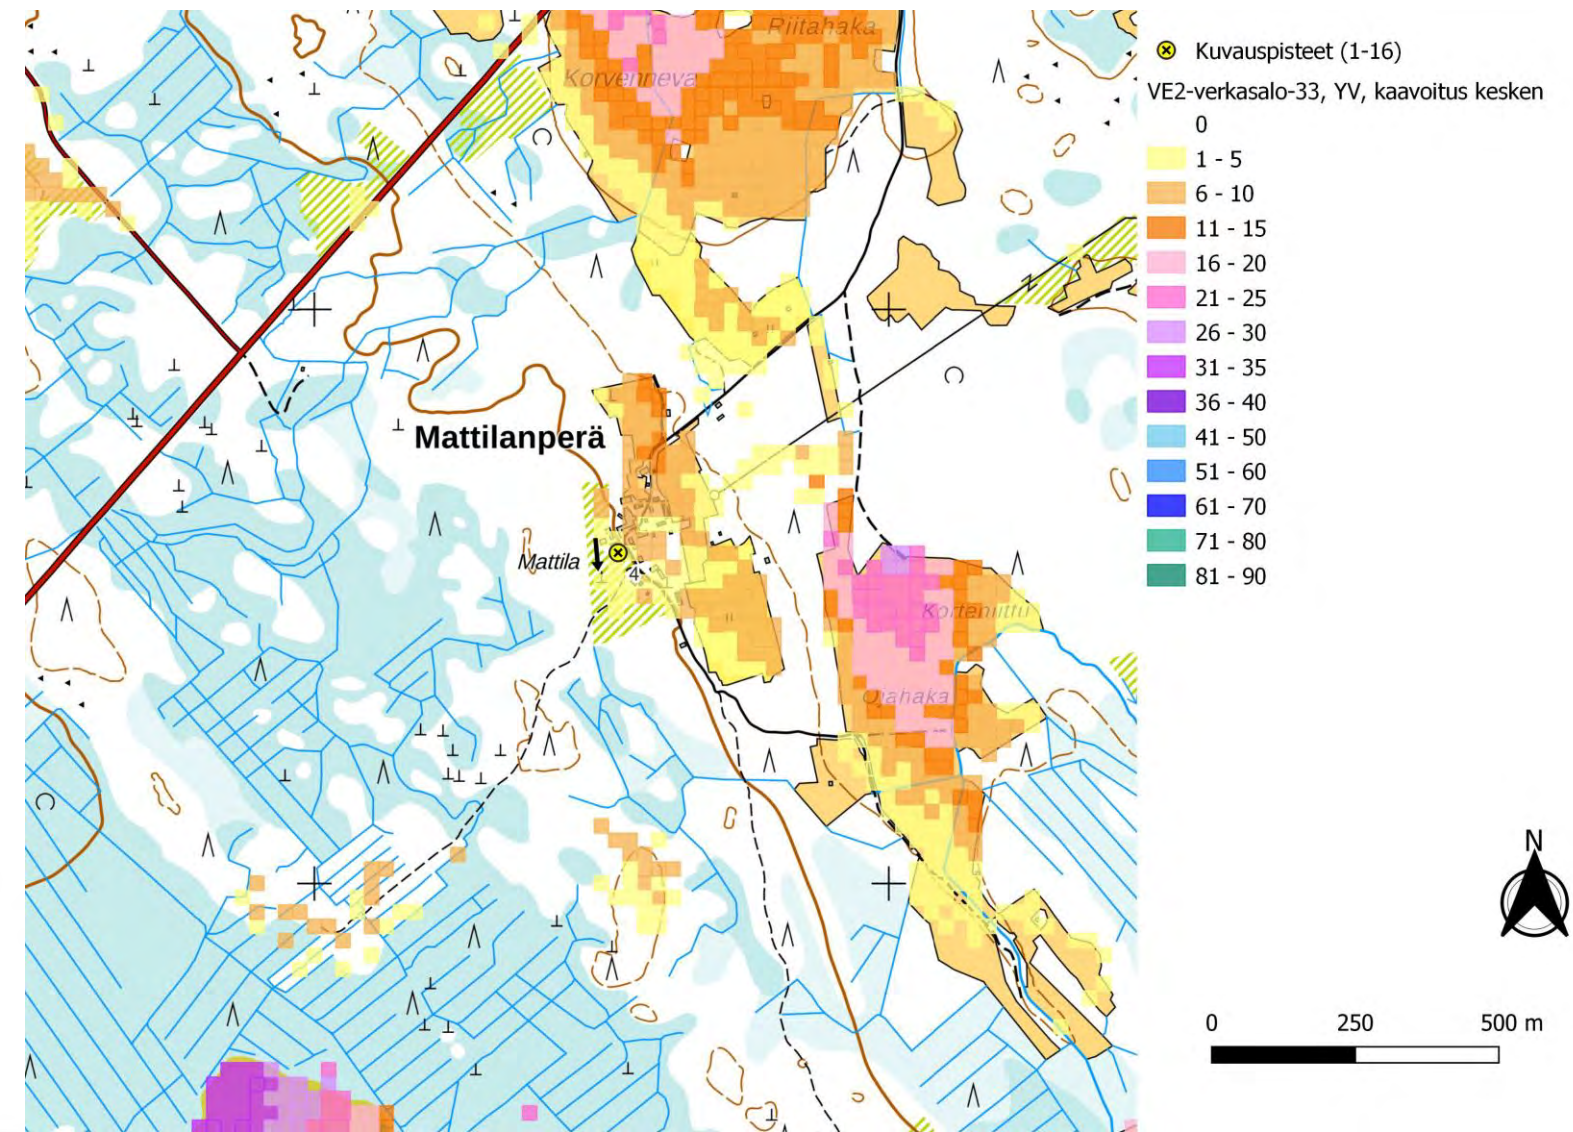 Riitahaka
Korvenneva
Mattilanperä
Mattila
4
Korteniittu
Ojahaka
Kuvauspisteet (1-16)
VE2-verkasalo-33, YV, kaavoitus kesken
0
1 - 5
6 - 10
11 - 15
16 - 20
21 - 25
26 - 30
31 - 35
36 - 40
41 - 50
51 - 60
61 - 70
71 - 80
81 - 90
N
0 250 500 m